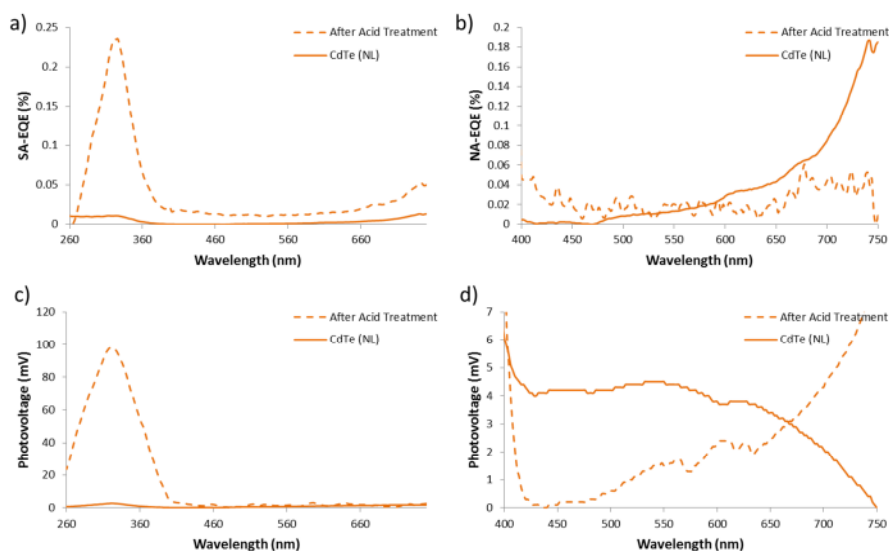 a)
After Acid Treatment
CdTe (NL)
SA-EQE (%)
0.25
0.2
0.15
0.1
0.05
0
260
360
460
560
660
Wavelength (nm)
b)
After Acid Treatment
CdTe (NL)
NA-EQE (%)
0.2
0.18
0.16
0.14
0.12
0.1
0.08
0.06
0.04
0.02
0
400
450
500
550
600
650
700
750
Wavelength (nm)
c)
After Acid Treatment
CdTe (NL)
Photovoltage (mV)
120
100
80
60
40
20
0
260
360
460
560
660
Wavelength (nm)
d)
After Acid Treatment
CdTe (NL)
Photovoltage (mV)
7
6
5
4
3
2
1
0
400
450
500
550
600
650
700
750
Wavelength (nm)